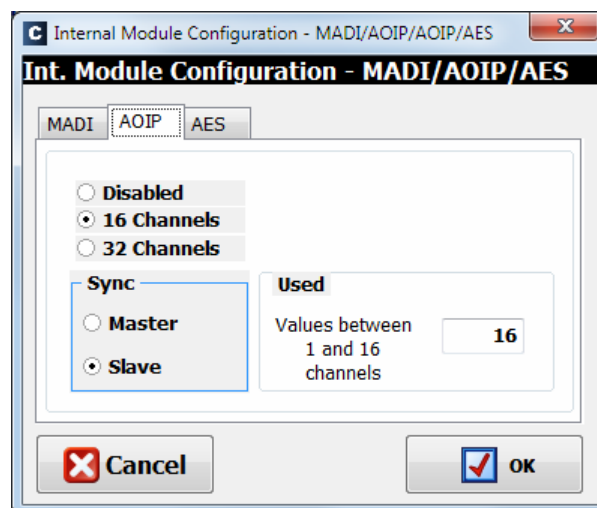 C Internal Module Configuration - MADI/AOIP/AOIP/AES
Int. Module Configuration - MADI/AOIP/AES
MADI AOIP AES
Disabled
16 Channels
32 Channels
Sync
Master
Slave
Used
Values between
1 and 16
channels
16
Cancel
OK